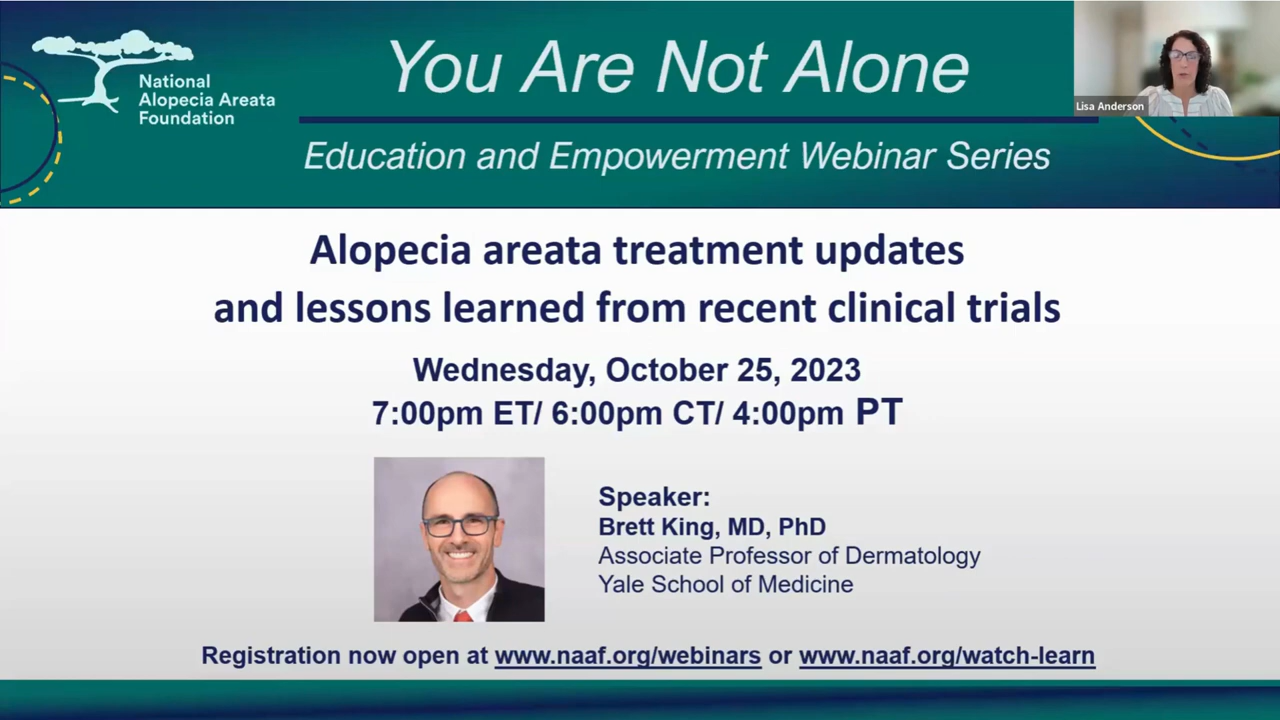 National
Alopecia Areata
Foundation
You Are Not Alone
Lisa Anderson
Education and Empowerment Webinar Series
Alopecia areata treatment updates
and lessons learned from recent clinical trials
Wednesday, October 25, 2023
7:00pm ET/ 6:00pm CT/ 4:00pm PT
Speaker:
Brett King, MD, PhD
Associate Professor of Dermatology
Yale School of Medicine
Registration now open at www.naaf.org/webinars or www.naaf.org/watch-learn